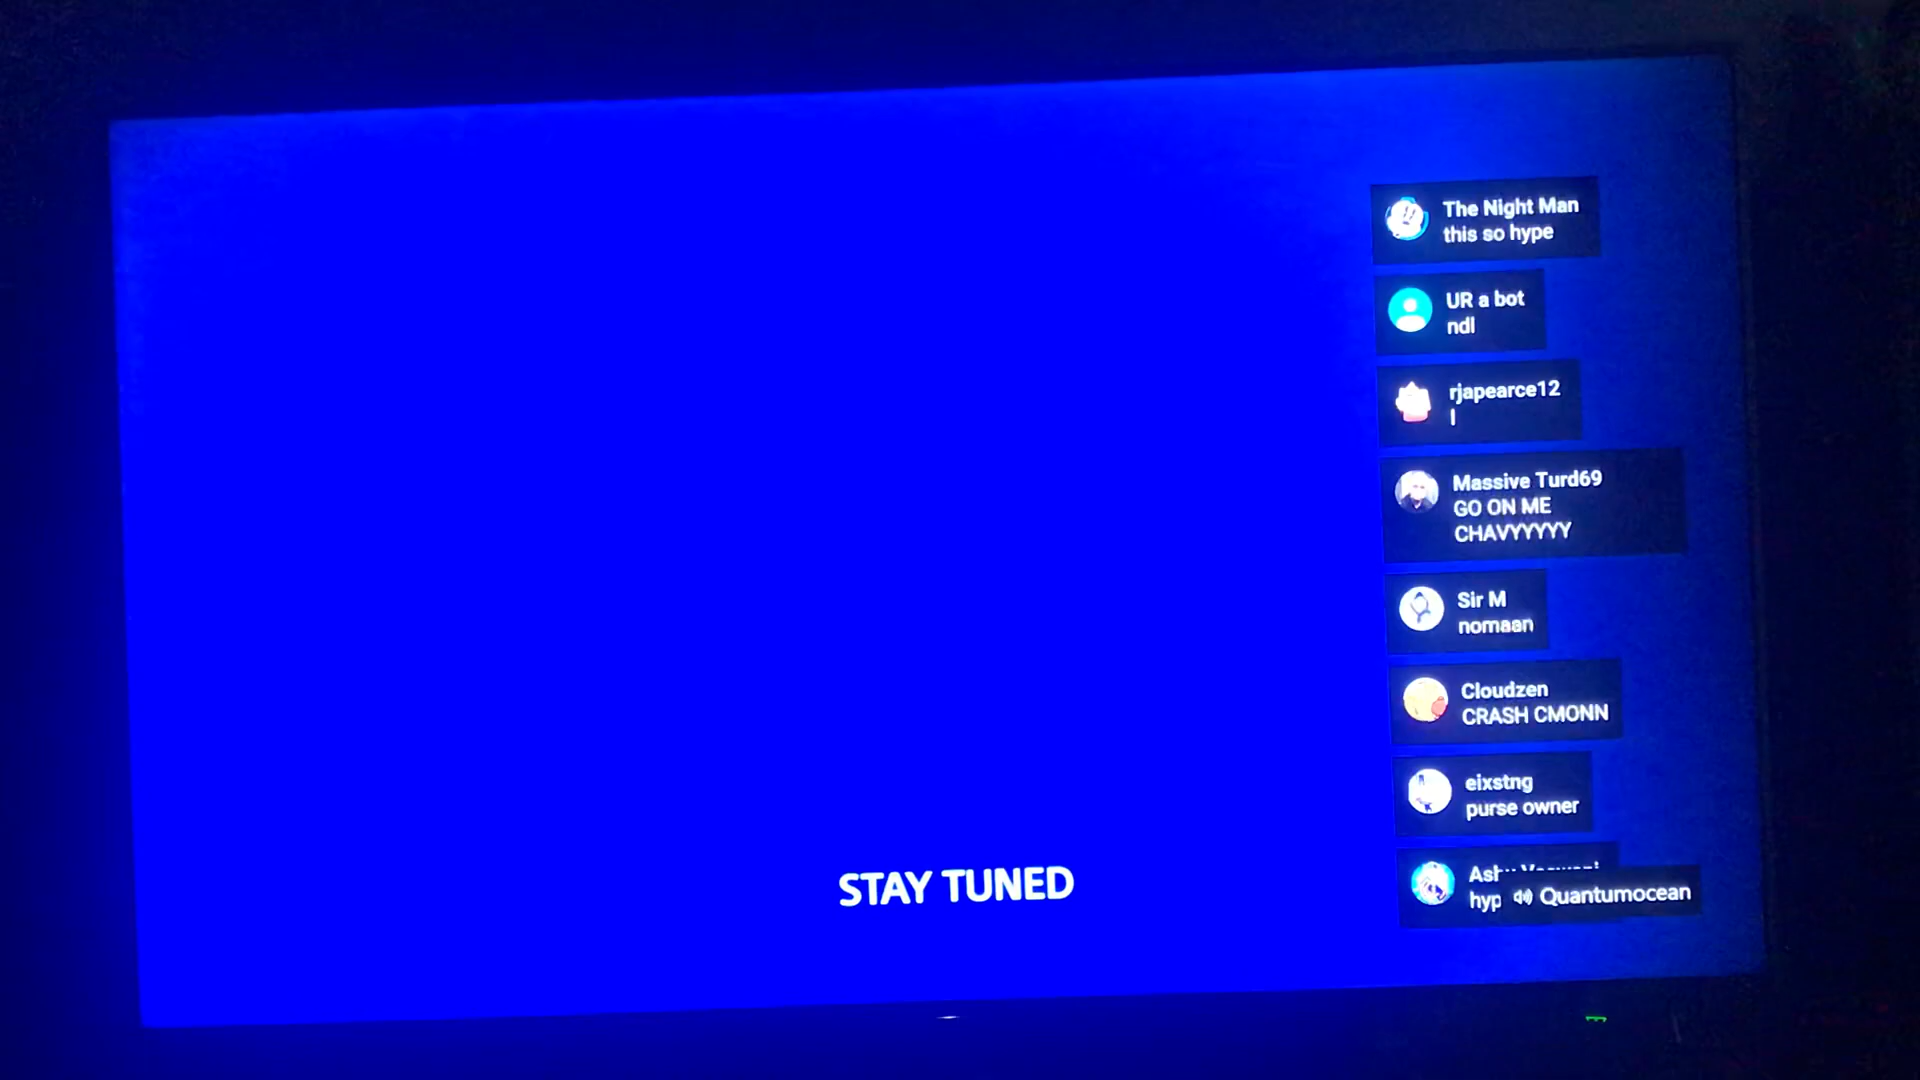 The Night Man
this so hype
UR a bot
ndl
rjapearce12
l
Massive Turd69
GO ON ME
CHAVYYYYY
Sir M
nomaan
Cloudzen
CRASH CMONN
eixstng
purse owner
hyp
Quantumocean
STAY TUNED